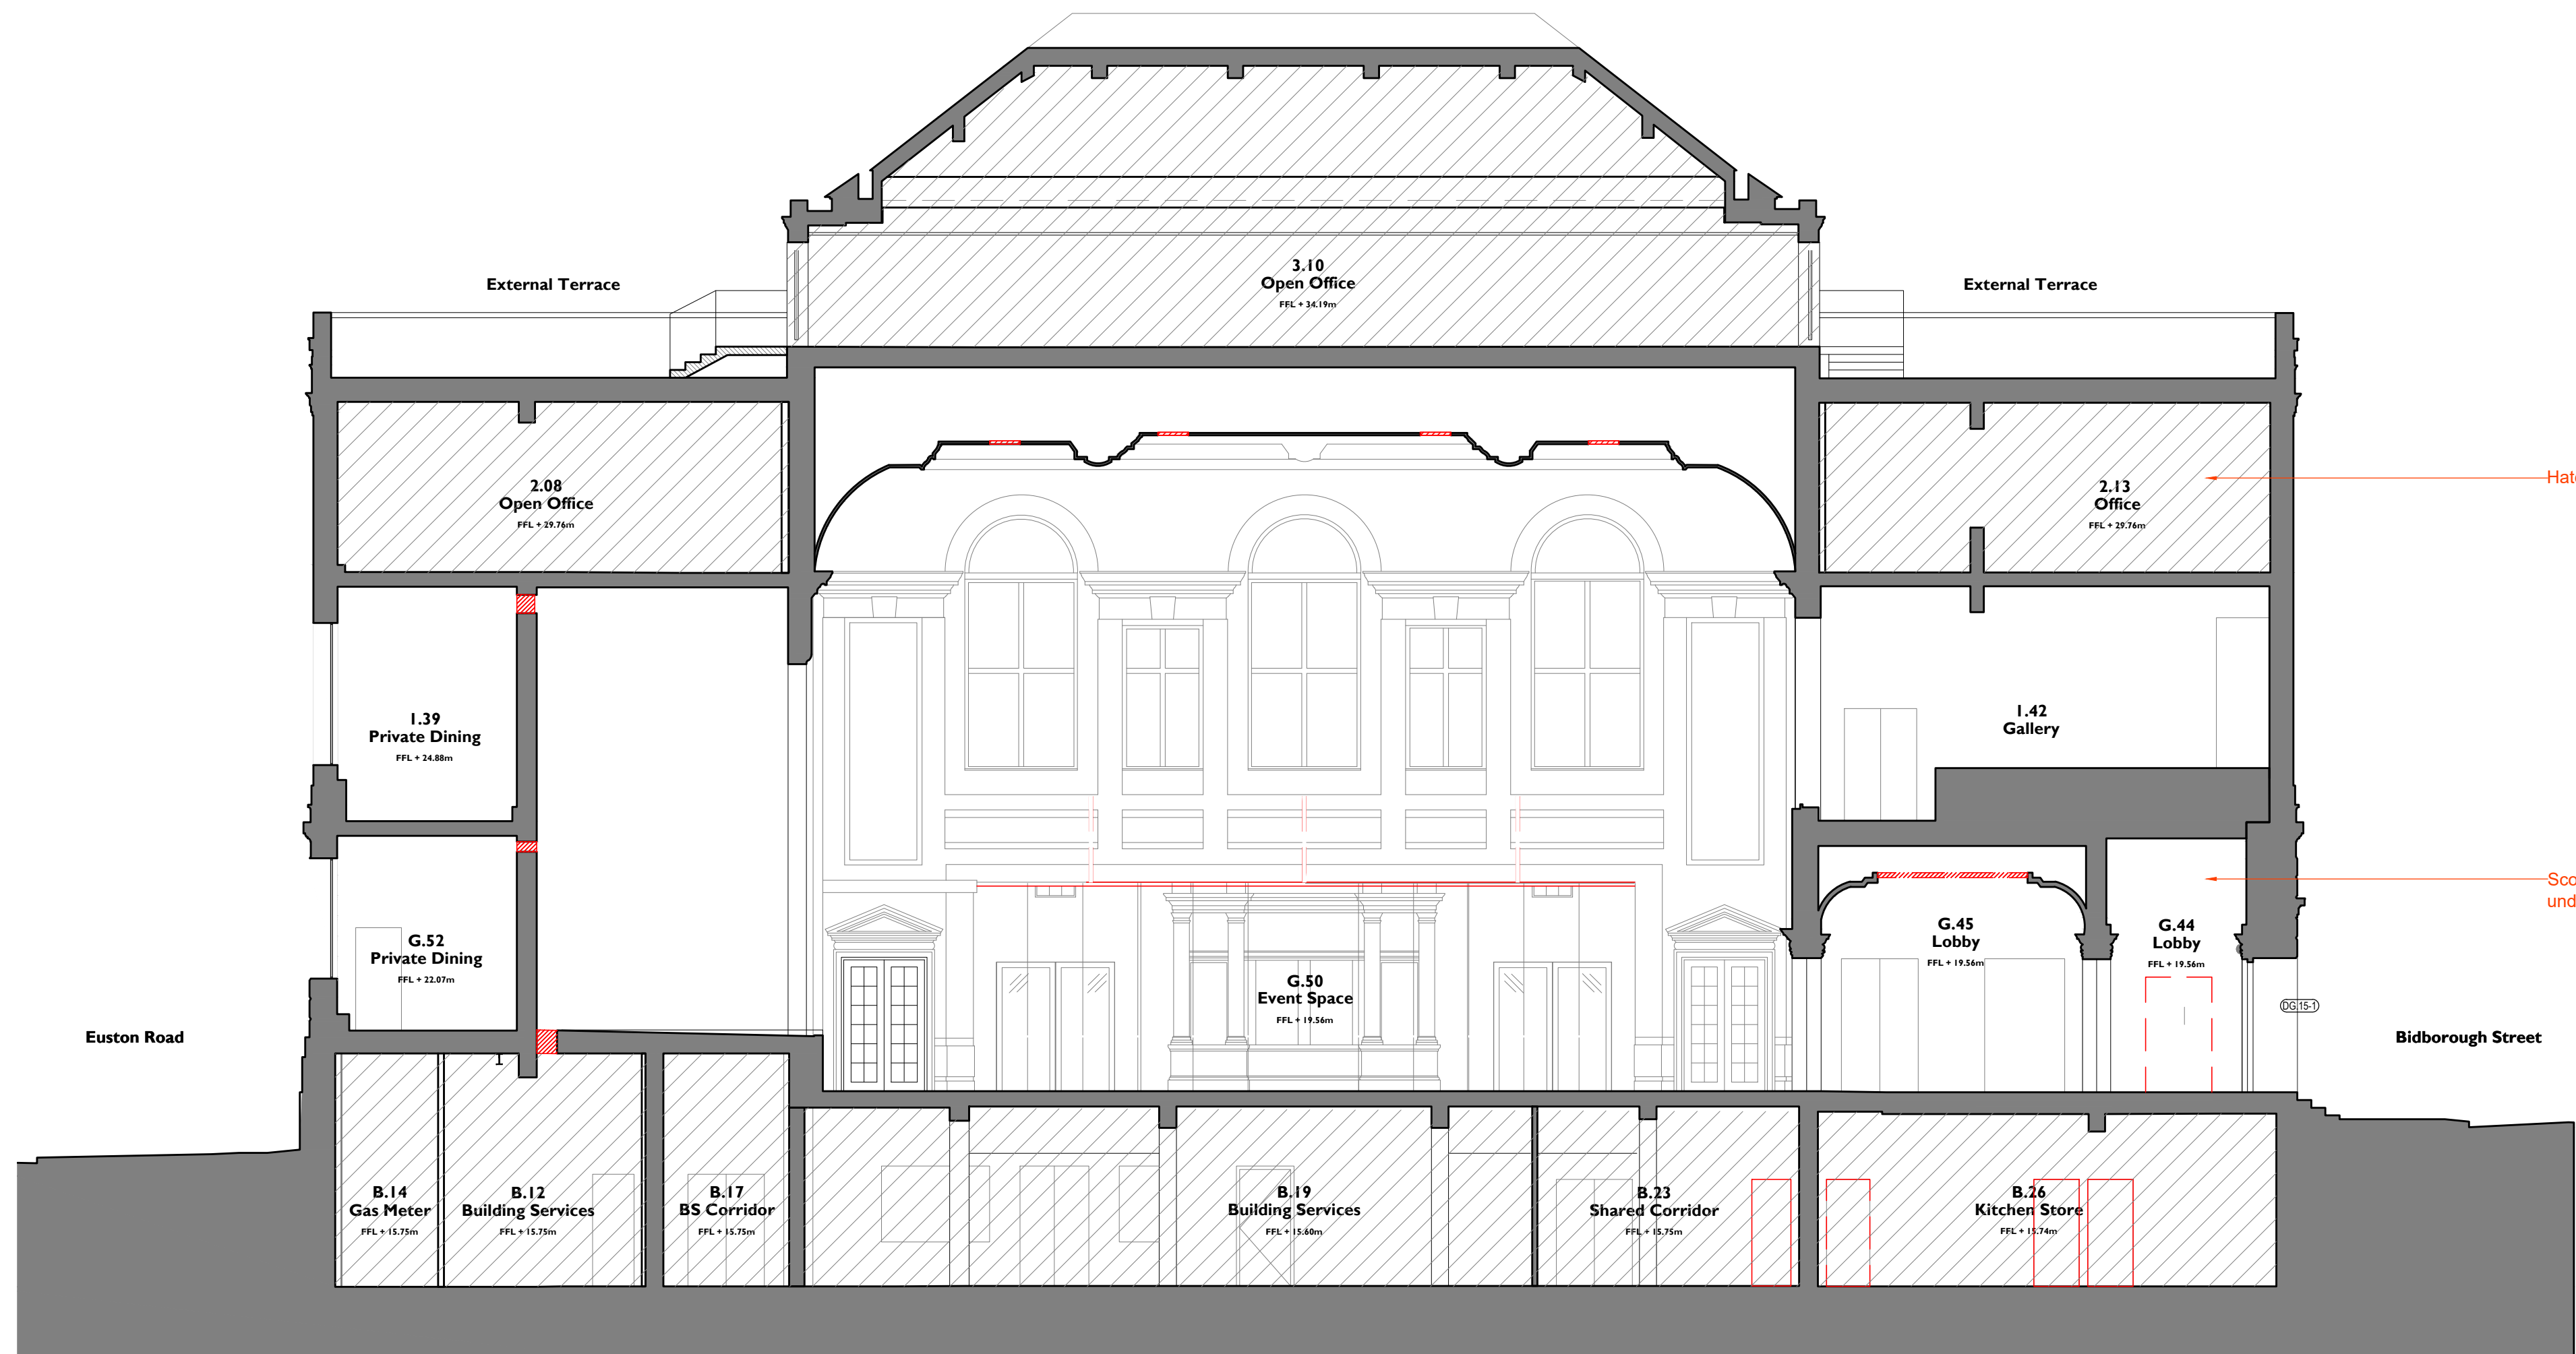 External Terrace
3.10
Open Office
FFL + 34.19m
External Terrace
2.08
Open Office
FFL + 29.76m
2.13
Office
FFL + 29.76m
1.39
Private Dining
FFL + 24.88m
1.42
Gallery
G.52
Private Dining
FFL + 22.07m
G.50
Event Space
FFL + 19.56m
G.45
Lobby
FFL + 19.56m
G.44
Lobby
FFL + 19.56m
DG.15-1
Euston Road
Bidborough Street
B.14
Gas Meter
FFL + 15.75m
B.12
Building Services
FFL + 15.75m
B.17
BS Corridor
FFL + 15.75m
B.19
Building Services
FFL + 15.60m
B.23
Shared Corridor
FFL + 15.75m
B.26
Kitchen Store
FFL + 15.74m